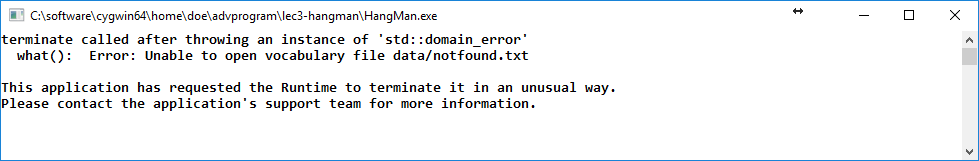 C:\software\cygwin64\home\doe\advprogram\lec3-hangman\HangMan.exe
terminate called after throwing an instance of 'std::domain_error'
  what():  Error: Unable to open vocabulary file data/notfound.txt

This application has requested the Runtime to terminate it in an unusual way.
Please contact the application's support team for more information.